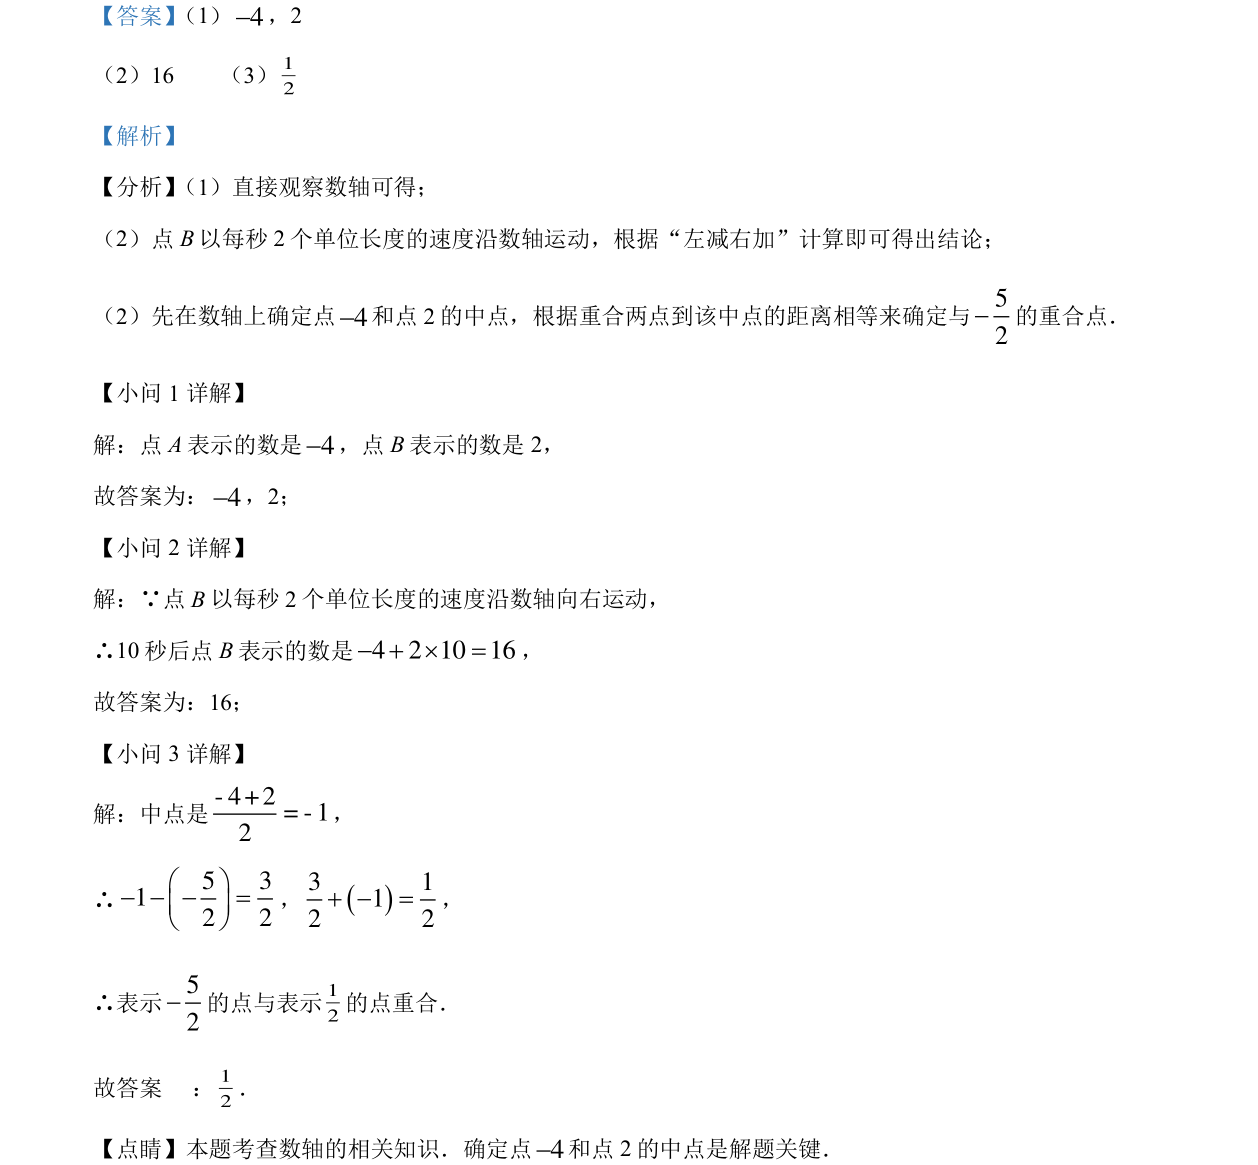 【答案】（1）–4，2
（2）16 （3）1/2
【解析】
【分析】（1）直接观察数轴可得；
（2）点 B 以每秒 2 个单位长度的速度沿数轴运动，根据“左减右加”计算即可得出结论；
（2）先在数轴上确定点 –4 和点 2 的中点，根据重合两点到该中点的距离相等来确定与 −5/2 的重合点．
【小问 1 详解】
解：点 A 表示的数是 –4，点 B 表示的数是 2，
故答案为：–4，2；
【小问 2 详解】
解：∵点 B 以每秒 2 个单位长度的速度沿数轴向右运动，
∴10 秒后点 B 表示的数是 –4+2×10=16，
故答案为：16；
【小问 3 详解】
解：中点是 (-4+2)/2=-1，
∴−1−(−5/2)=3/2，3/2+(−1)=1/2，
∴表示 −5/2 的点与表示 1/2 的点重合．
故答案 ：1/2．
【点睛】本题考查数轴的相关知识．确定点 –4 和点 2 的中点是解题关键．